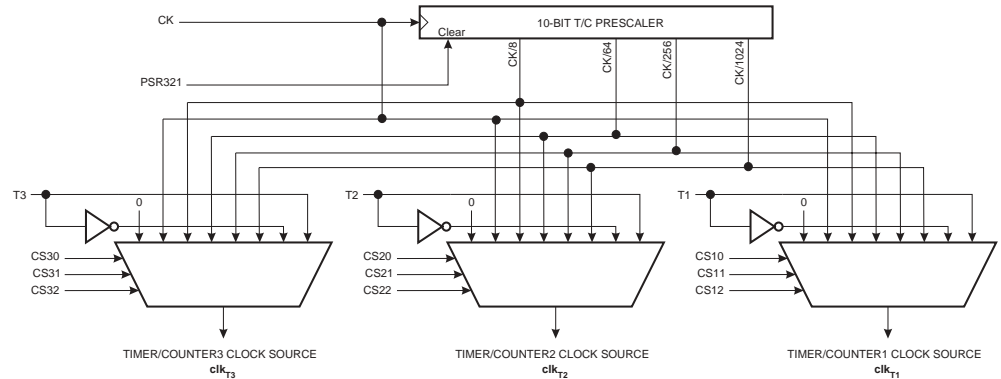 CK
10-BIT T/C PRESCALER
Clear
CK/8
CK/64
CK/256
CK/1024
PSR321
T3
0
T2
0
T1
0
CS30
CS31
CS32
CS20
CS21
CS22
CS10
CS11
CS12
TIMER/COUNTER3 CLOCK SOURCE
clkT3
TIMER/COUNTER2 CLOCK SOURCE
clkT2
TIMER/COUNTER1 CLOCK SOURCE
clkT1